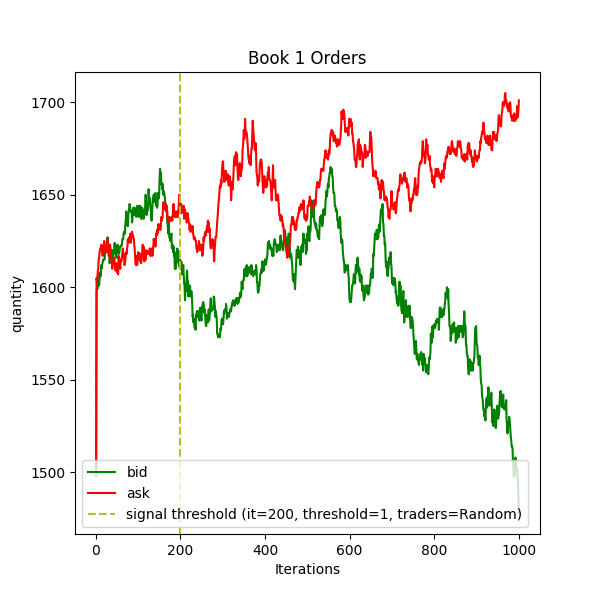 Book 1 Orders
quantity
1700
1650
1600
1550
1500
bid
ask
signal threshold (it=200, threshold=1, traders=Random)
0 200 400 600 800 1000
Iterations